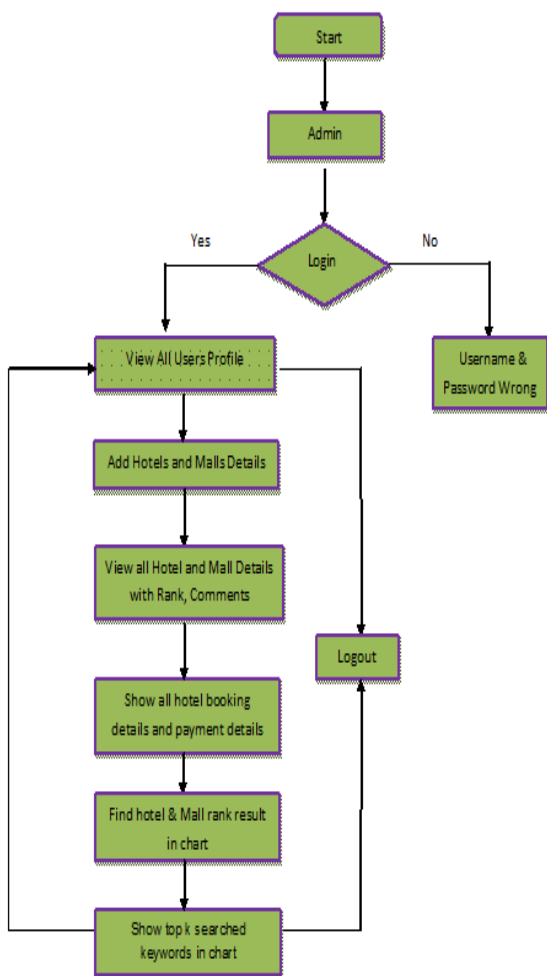 Start
Admin
Login
Yes
No
View All Users Profile
Username &
Password Wrong
Add Hotels and Malls Details
View all Hotel and Mall Details
with Rank, Comments
Logout
Show all hotel booking
details and payment details
Find hotel & Mall rank result
in chart
Show top k searched
keywords in chart